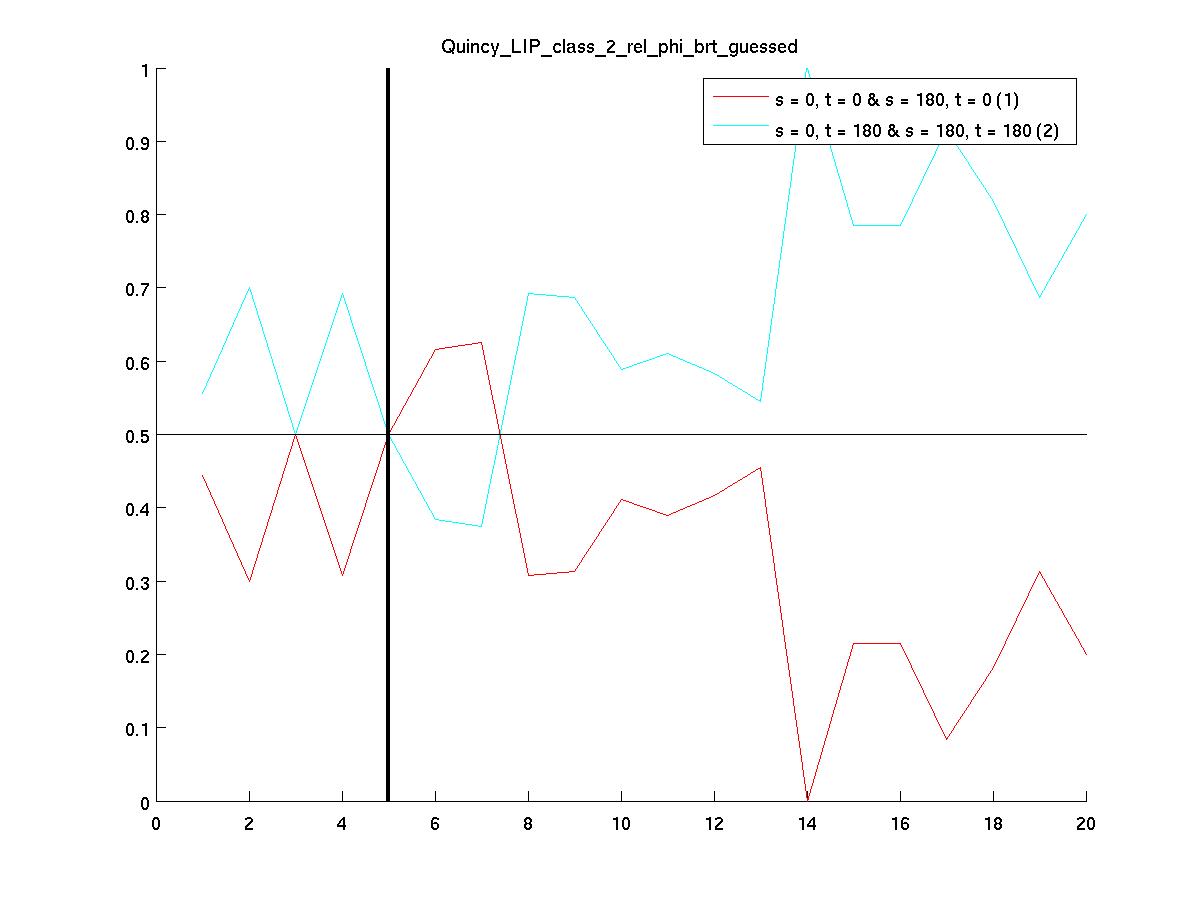 Quincy_LIP_class_2_rel_phi_brt_guessed
s = 0, t = 0 & s = 180, t = 0 (1)
s = 0, t = 180 & s = 180, t = 180 (2)
1
0.9
0.8
0.7
0.6
0.5
0.4
0.3
0.2
0.1
0
0 2 4 6 8 10 12 14 16 18 20